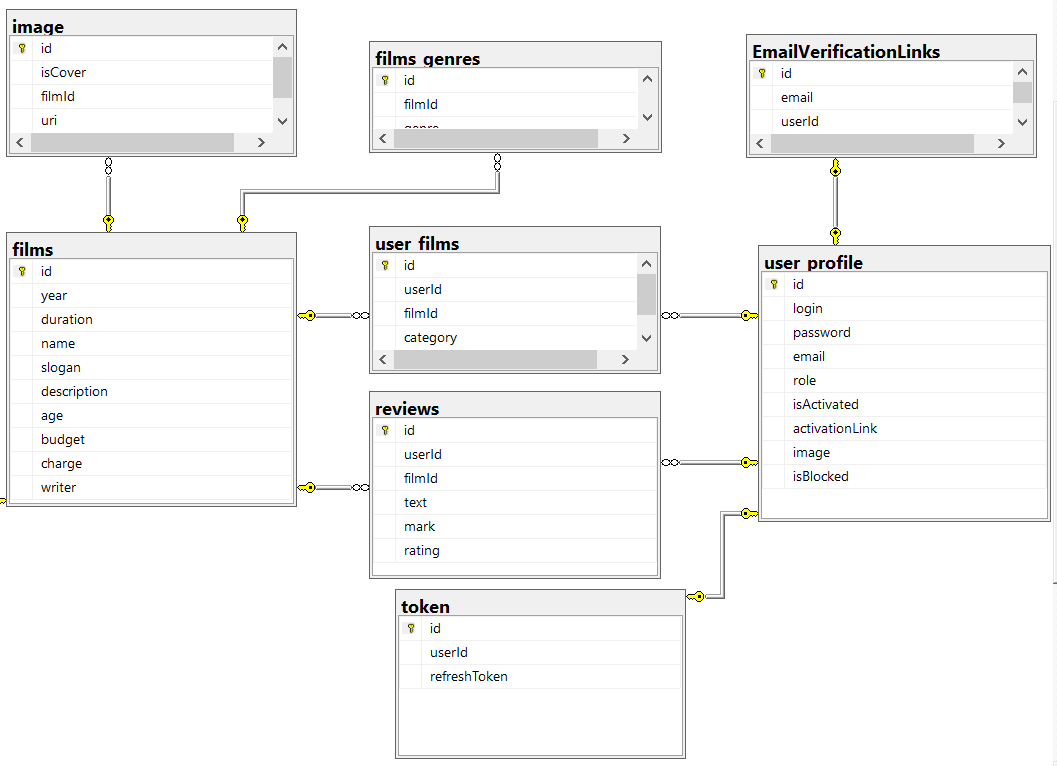 image
id
isCover
filmId
uri
films_genres
id
filmId
genre
EmailVerificationLinks
id
email
userId
films
id
year
duration
name
slogan
description
age
budget
charge
writer
user_films
id
userId
filmId
category
reviews
id
userId
filmId
text
mark
rating
user_profile
id
login
password
email
role
isActivated
activationLink
image
isBlocked
token
id
userId
refreshToken